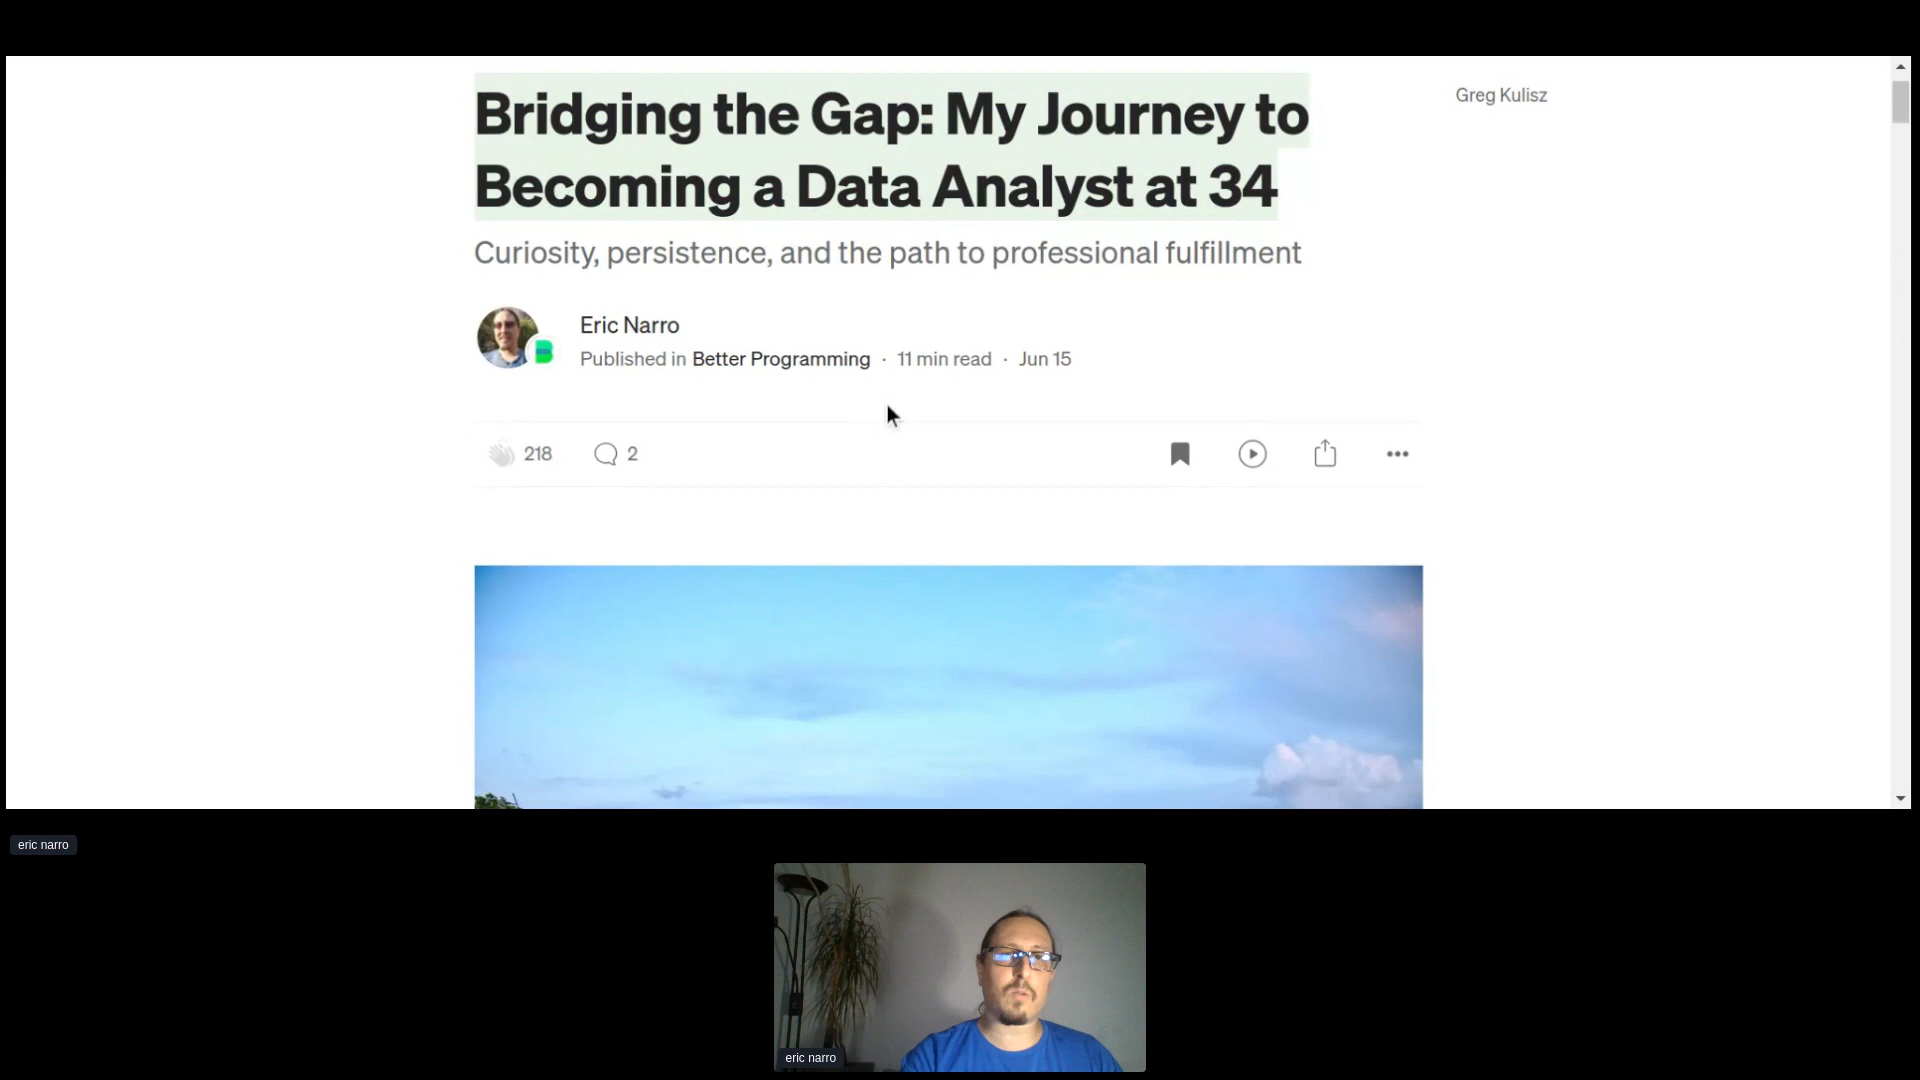 Bridging the Gap: My Journey to
Becoming a Data Analyst at 34
Greg Kulisz
Curiosity, persistence, and the path to professional fulfillment
Eric Narro
Published in Better Programming · 11 min read · Jun 15
218
2
eric narro
eric narro